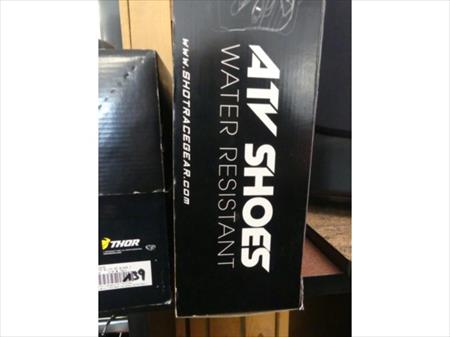 ATV SHOES
WATER RESISTANT
www.SHOTRACEGEAR.com
THOR